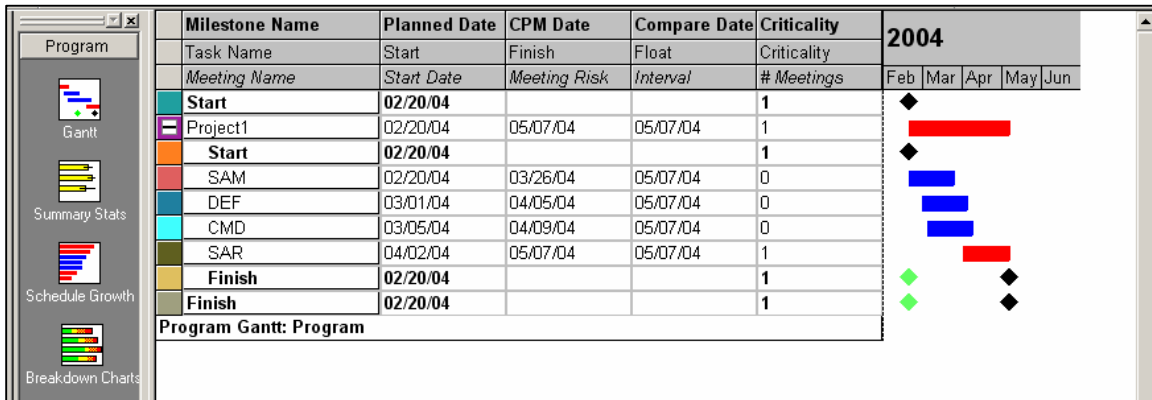 Program
Gantt
Summary Stats
Schedule Growth
Breakdown Charts
Milestone Name Planned Date CPM Date Compare Date Criticality
Task Name Start Finish Float Criticality
Meeting Name Start Date Meeting Risk Interval # Meetings
2004
Feb Mar Apr May Jun
Start 02/20/04 1
Project1 02/20/04 05/07/04 05/07/04 1
Start 02/20/04 1
SAM 02/20/04 03/26/04 05/07/04 0
DEF 03/01/04 04/05/04 05/07/04 0
CMD 03/05/04 04/09/04 05/07/04 0
SAR 04/02/04 05/07/04 05/07/04 1
Finish 02/20/04 1
Finish 02/20/04 1
Program Gantt: Program